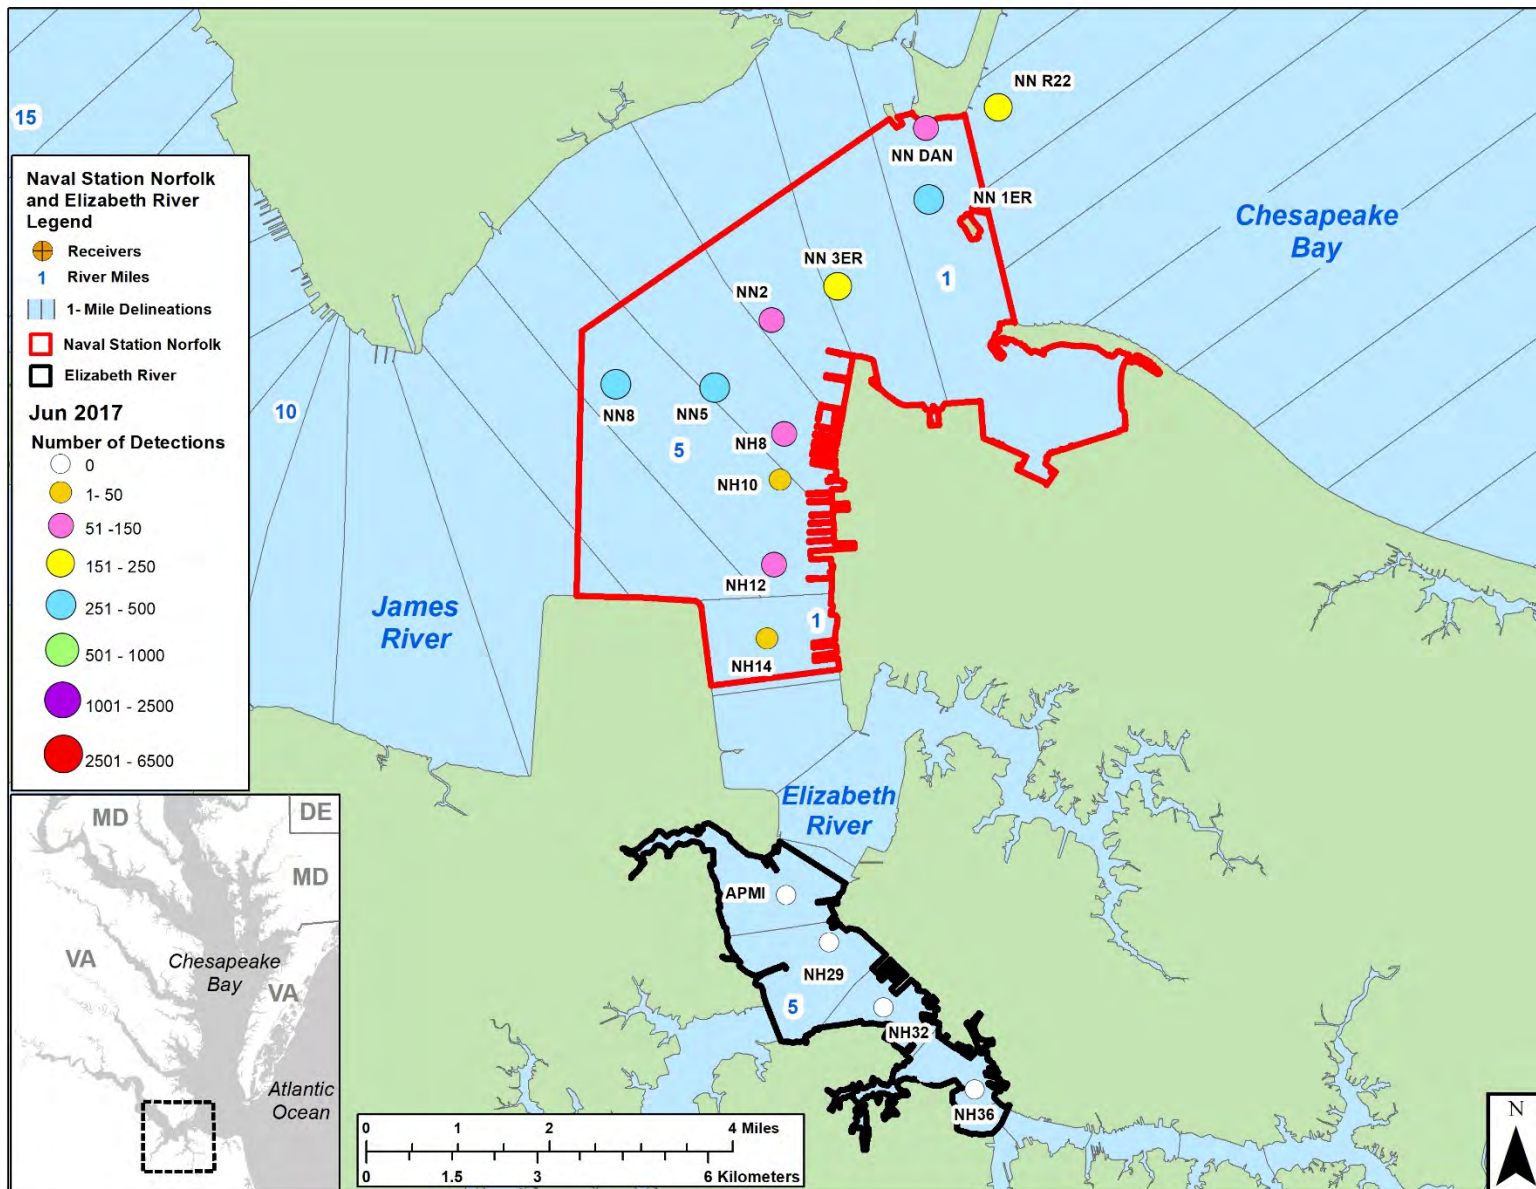 NN R22
15
NN DAN
Naval Station Norfolk
and Elizabeth River
Legend
Receivers
1 River Miles
1- Mile Delineations
Naval Station Norfolk
Elizabeth River
Jun 2017
Number of Detections
0
1- 50
51 -150
151 - 250
251 - 500
501 - 1000
1001 - 2500
2501 - 6500
NN 1ER
Chesapeake
Bay
NN 3ER
1
NN2
NN8
NN5
10
NH8
5
NH10
NH12
James
River
1
NH14
Elizabeth
River
APMI
NH29
5
NH32
NH36
MD
DE
MD
VA
Chesapeake
Bay
VA
Atlantic
Ocean
0 1 2 4 Miles
0 1.5 3 6 Kilometers
N